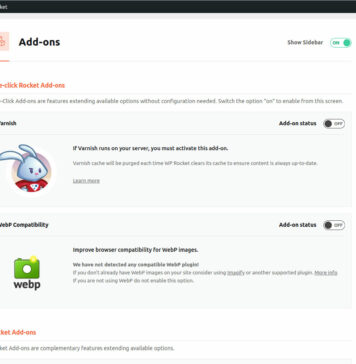 ket
Add-ons
Show Sidebar ON
e-click Rocket Add-ons
e-Click Add-ons are features extending available options without configuration needed. Switch the option "on" to enable from this screen.
Varnish
Add-on status OFF
If Varnish runs on your server, you must activate this add-on.
Varnish cache will be purged each time WP Rocket clears its cache to ensure content is always up-to-date.
Learn more
WebP Compatibility
Add-on status OFF
Improve browser compatibility for WebP images.
We have not detected any compatible WebP plugin!
If you don't already have WebP images on your site consider using Imagify or another supported plugin. More info
If you are not using WebP do not enable this option.
webp
ket Add-ons
ket Add-ons are complementary features extending available options.